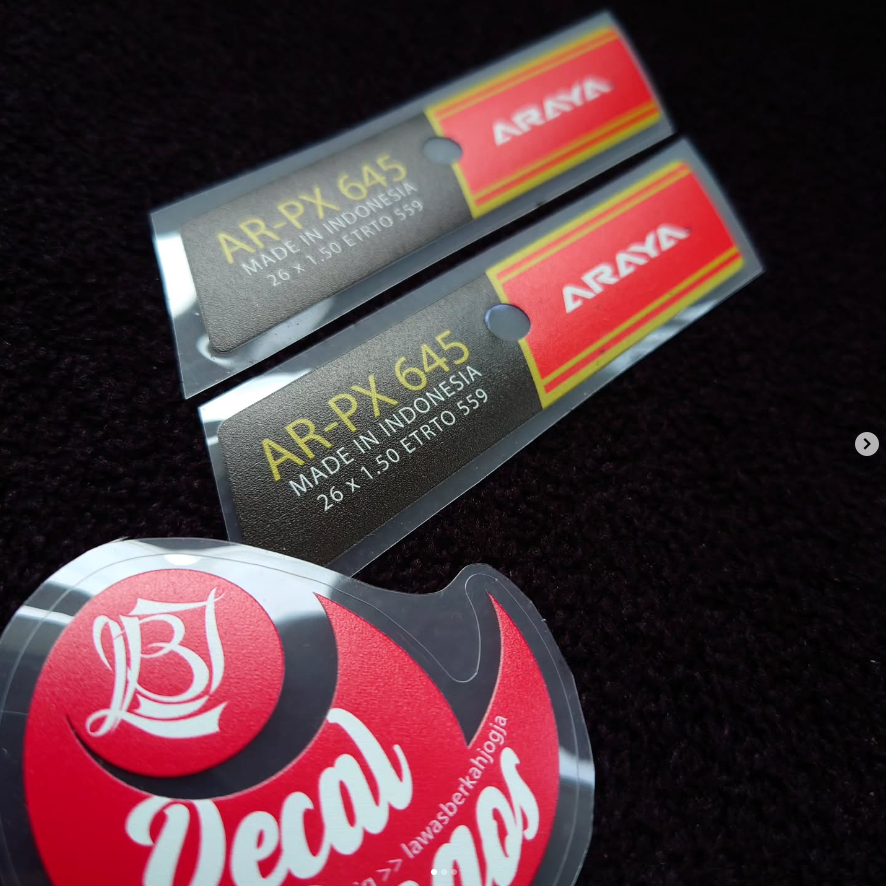 ARAYA
AR-PX 645
MADE IN INDONESIA
26 x 1.50 ETRTO 559
ARAYA
AR-PX 645
MADE IN INDONESIA
26 x 1.50 ETRTO 559
LBJ
Decal
>> lawasberkahjogja